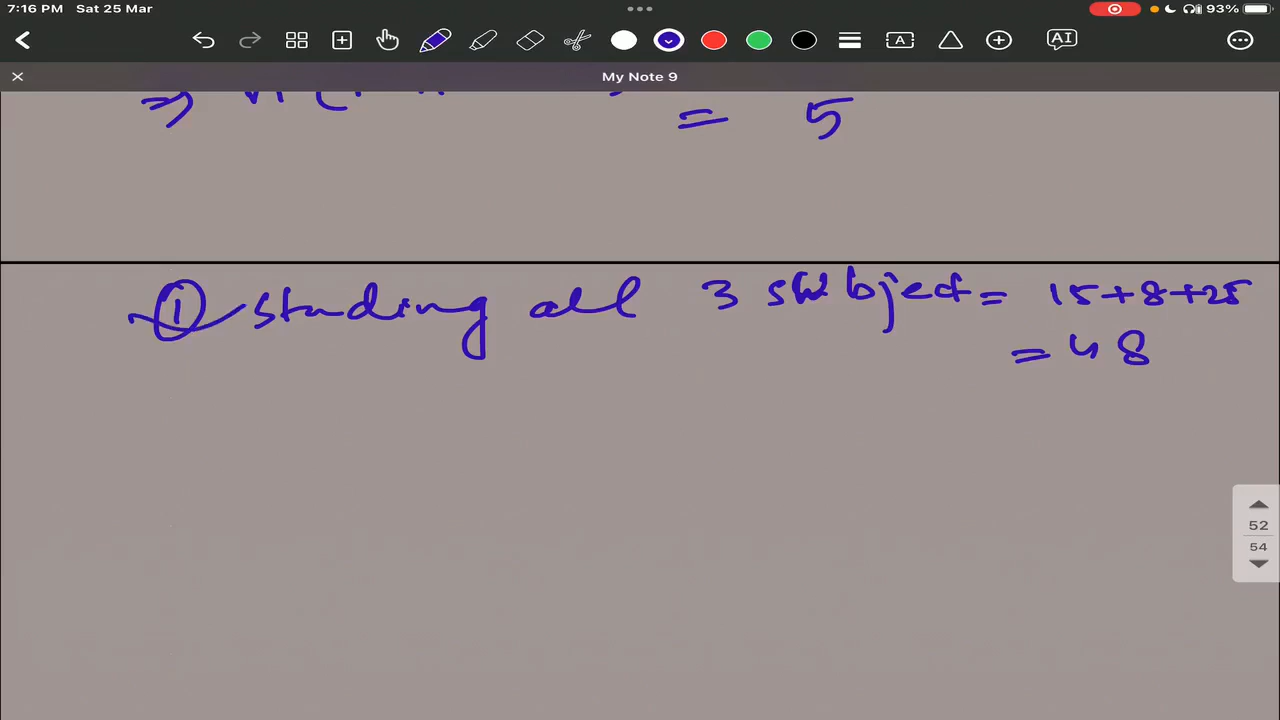 7:16 PM Sat 25 Mar
93%
A
AI
My Note 9
= 5
① studing all 3 subject = 15+8+25
= 48
52
54